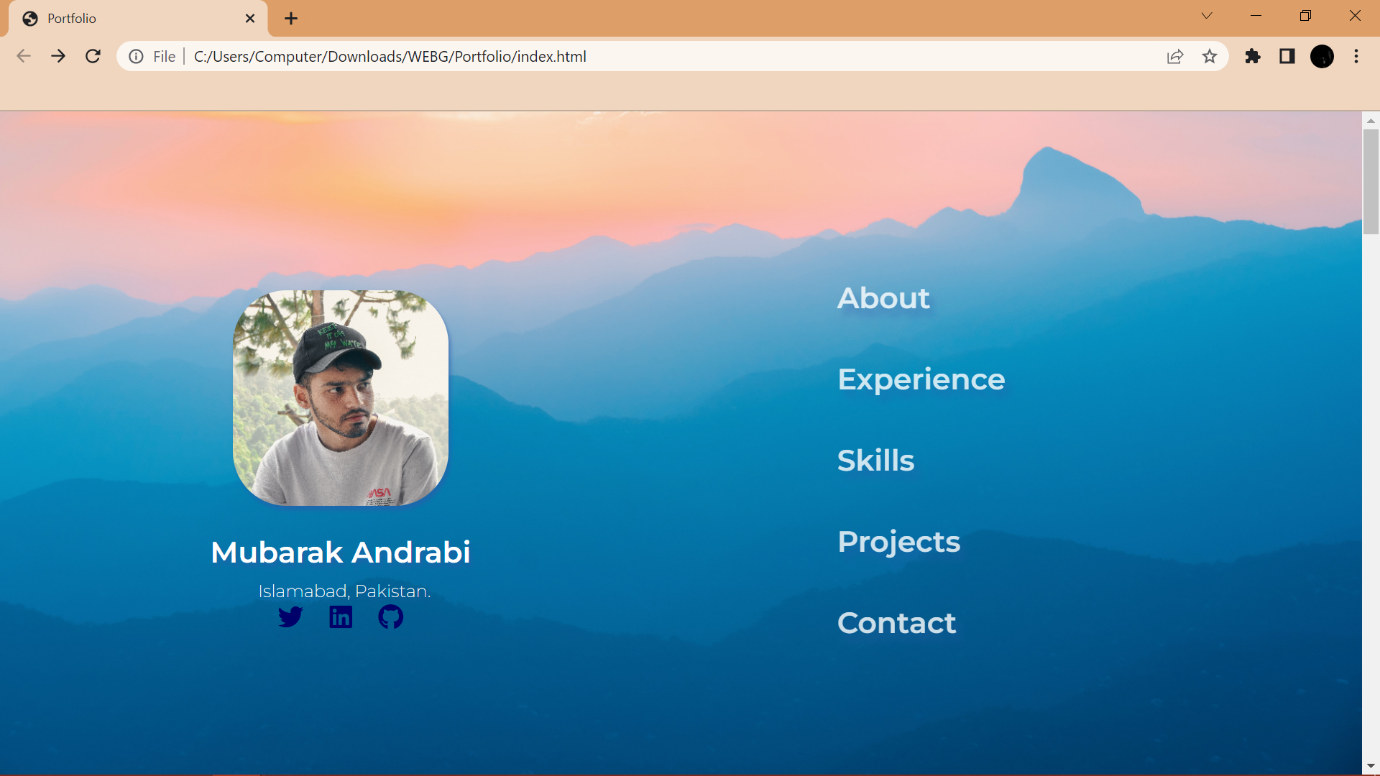 Portfolio
File
C:/Users/Computer/Downloads/WEBG/Portfolio/index.html
About
Experience
Skills
Projects
Contact
Mubarak Andrabi
Islamabad, Pakistan.